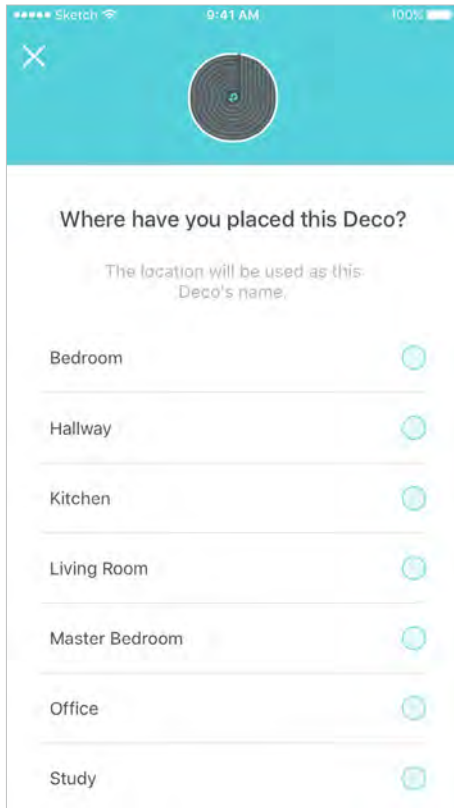 Sketch 9:41 AM 100%
Where have you placed this Deco?
The location will be used as this
Deco's name.
Bedroom
Hallway
Kitchen
Living Room
Master Bedroom
Office
Study